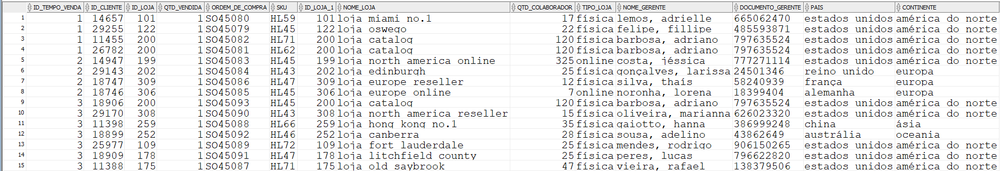 ID_TEMPO_VENDA ID_CLIENTE ID_LOJA QTD_VENDIDA ORDEM_DE_COMPRA SKU ID_LOJA_1 NOME_LOJA QTD_COLABORADOR TIPO_LOJA NOME_GERENTE DOCUMENTO_GERENTE PAIS CONTINENTE
1 1 14657 101 1 SO45080 HL59 101 loja miami no.1 17 física lemos, adrielle 665062470 estados unidos américa do norte
2 1 29255 122 1 SO45079 HL45 122 loja oswego 22 física felipe, fillipe 485593871 estados unidos américa do norte
3 1 11455 200 1 SO45082 HL71 200 loja catalog 120 física barbosa, adriano 797635524 estados unidos américa do norte
4 1 26782 200 1 SO45081 HL62 200 loja catalog 120 física barbosa, adriano 797635524 estados unidos américa do norte
5 2 14947 199 1 SO45083 HL45 199 loja north america online 325 online costa, jéssica 777271114 estados unidos américa do norte
6 2 29143 202 1 SO45084 HL43 202 loja edinburgh 25 física gonçalves, larissa 24501346 reino unido europa
7 2 18747 309 1 SO45086 HL47 309 loja europe reseller 12 física silva, thaís 58240939 frança europa
8 2 18746 306 1 SO45085 HL45 306 loja europe online 7 online noronha, lorena 18399404 alemanha europa
9 3 18906 200 1 SO45093 HL45 200 loja catalog 120 física barbosa, adriano 797635524 estados unidos américa do norte
10 3 29170 308 1 SO45090 HL43 308 loja north america reseller 15 física oliveira, marianna 626023320 estados unidos américa do norte
11 3 11398 259 1 SO45088 HL66 259 loja hong kong no.1 35 física gaiotto, hanna 386999248 china ásia
12 3 18899 252 1 SO45092 HL46 252 loja canberra 28 física sousa, adelino 43862649 austrália oceania
13 3 25977 109 1 SO45089 HL72 109 loja fort lauderdale 25 física mendes, rodrigo 906150265 estados unidos américa do norte
14 3 18909 178 1 SO45091 HL47 178 loja litchfield county 25 física peres, lucas 796622820 estados unidos américa do norte
15 3 11388 175 1 SO45087 HL71 175 loja old saybrook 47 física vieira, rafael 138379506 estados unidos américa do norte